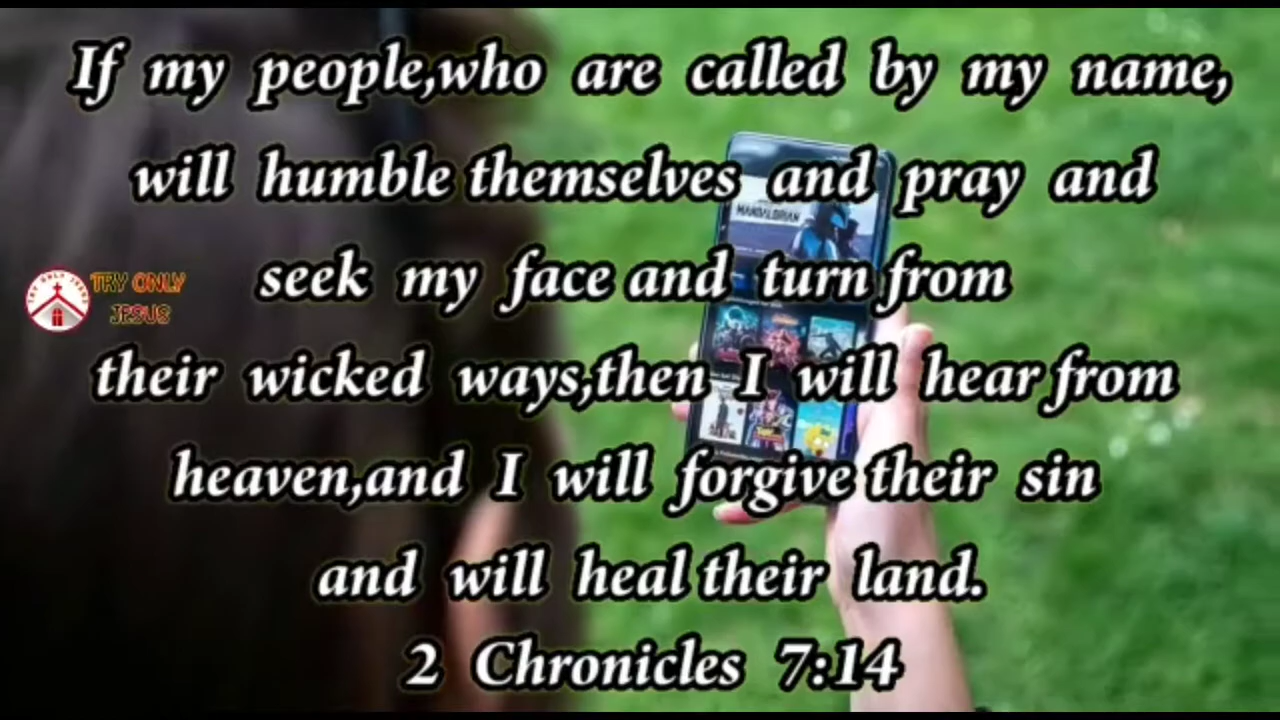 If my people,who are called by my name,
will humble themselves and pray and
MANDALORIAN
seek my face and turn from
TRY ONLY
JESUS
their wicked ways,then I will hear from
heaven,and I will forgive their sin
and will heal their land.
2 Chronicles 7:14